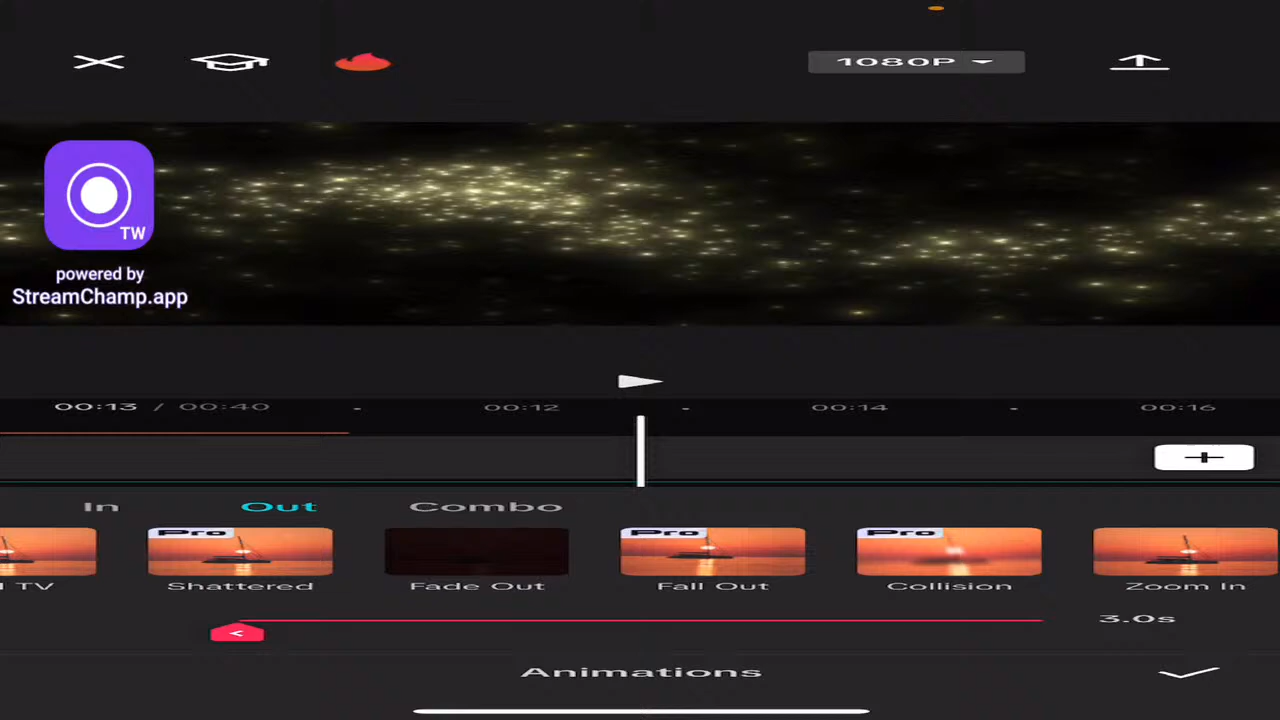 1080P
TW
powered by
StreamChamp.app
00:13 / 00:40
00:12
00:14
00:16
In Out Combo
Pro Pro Pro
TV Shattered Fade Out Fall Out Collision Zoom In
3.0s
Animations